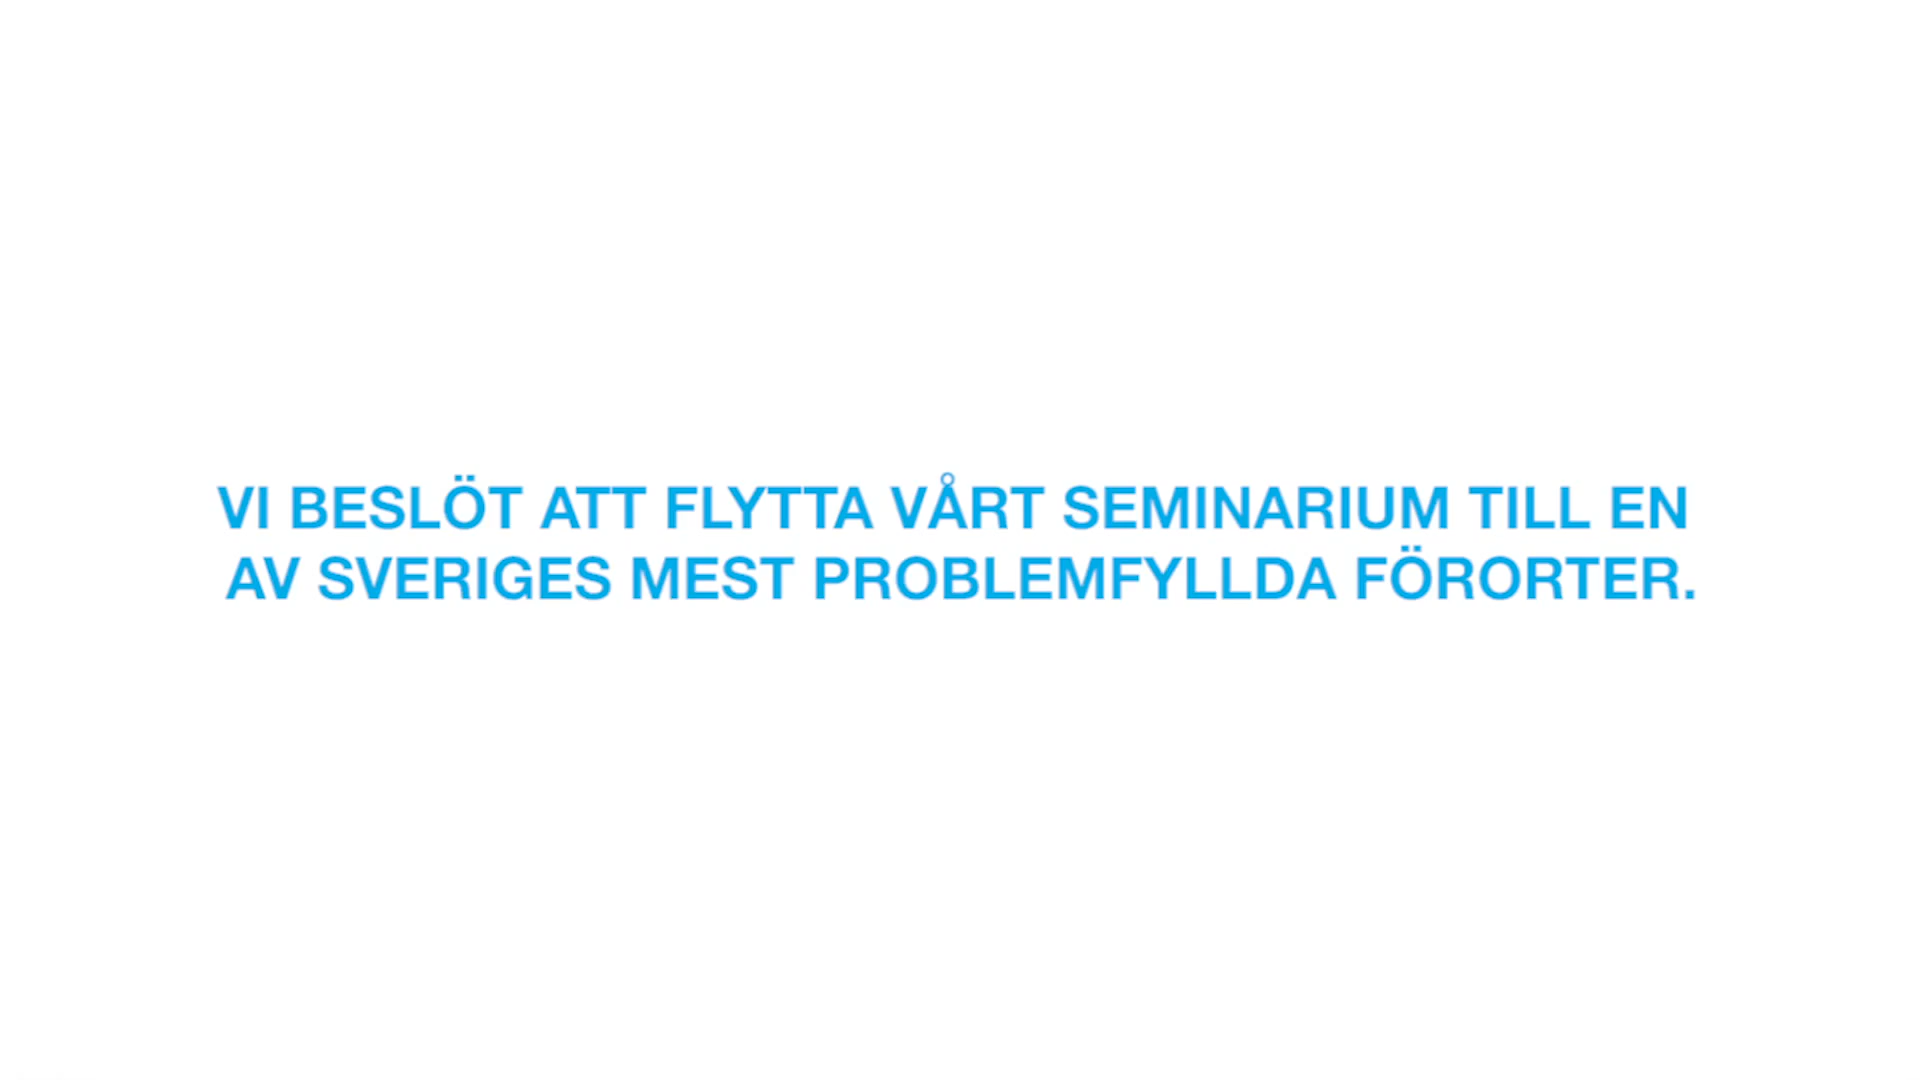 VI BESLÖT ATT FLYTTA VÅRT SEMINARIUM TILL EN
AV SVERIGES MEST PROBLEMFYLLDA FÖRORTER.